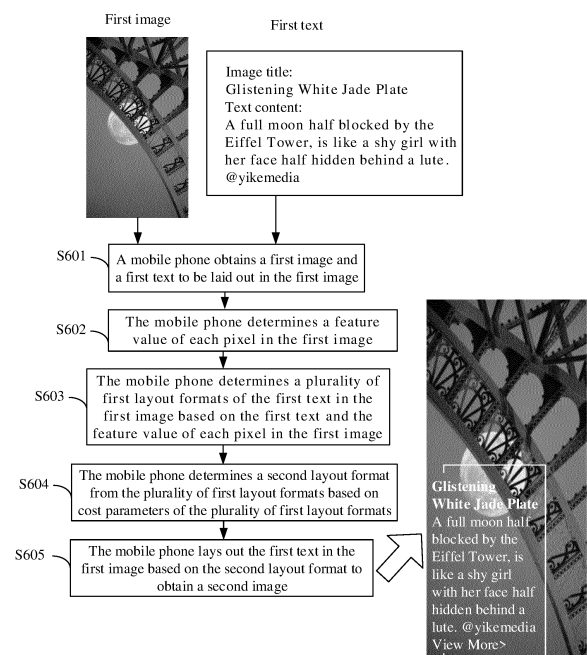 First image
First text
Image title:
Glistening White Jade Plate
Text content:
A full moon half blocked by the
Eiffel Tower, is like a shy girl with
her face half hidden behind a lute.
@yikemedia
S601
A mobile phone obtains a first image and
a first text to be laid out in the first image
S602
The mobile phone determines a feature
value of each pixel in the first image
S603
The mobile phone determines a plurality of
first layout formats of the first text in the
first image based on the first text and the
feature value of each pixel in the first image
S604
The mobile phone determines a second layout format
from the plurality of first layout formats based on
cost parameters of the plurality of first layout formats
S605
The mobile phone lays out the first text in the
first image based on the second layout format to
obtain a second image
Glistening
White Jade Plate
A full moon half
blocked by the
Eiffel Tower, is
like a shy girl
with her face half
hidden behind a
lute. @yikemedia
View More>